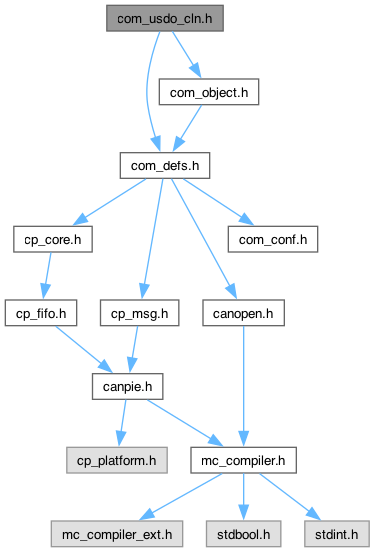 com_usdo_cln.h
com_object.h
com_defs.h
cp_core.h
com_conf.h
cp_fifo.h
cp_msg.h
canopen.h
canpie.h
cp_platform.h
mc_compiler.h
mc_compiler_ext.h
stdbool.h
stdint.h